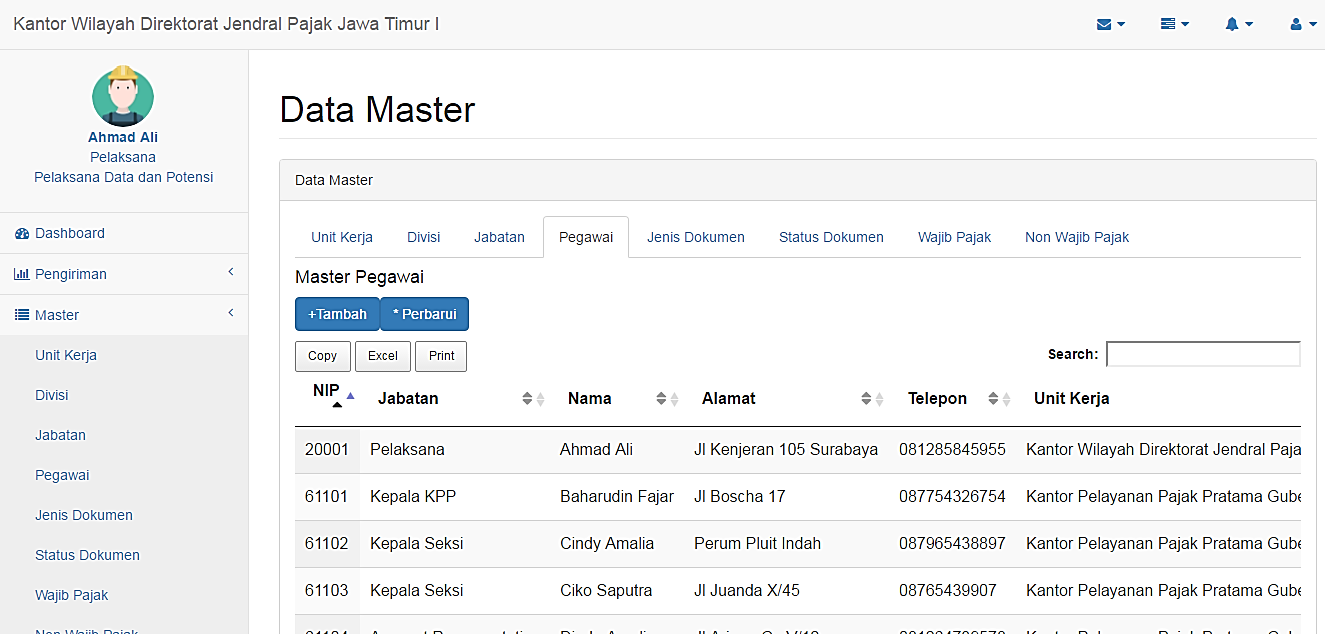 Kantor Wilayah Direktorat Jendral Pajak Jawa Timur I
Ahmad Ali
Pelaksana
Pelaksana Data dan Potensi
Dashboard
Pengiriman
Master
Unit Kerja
Divisi
Jabatan
Pegawai
Jenis Dokumen
Status Dokumen
Wajib Pajak
Non Wajib Pajak
Data Master
Data Master
Unit Kerja Divisi Jabatan Pegawai Jenis Dokumen Status Dokumen Wajib Pajak Non Wajib Pajak
Master Pegawai
+Tambah * Perbarui
Copy Excel Print Search:
NIP Jabatan Nama Alamat Telepon Unit Kerja
20001 Pelaksana Ahmad Ali Jl Kenjeran 105 Surabaya 081285845955 Kantor Wilayah Direktorat Jendral Paja
61101 Kepala KPP Baharudin Fajar Jl Boscha 17 087754326754 Kantor Pelayanan Pajak Pratama Gube
61102 Kepala Seksi Cindy Amalia Perum Pluit Indah 087965438897 Kantor Pelayanan Pajak Pratama Gube
61103 Kepala Seksi Ciko Saputra Jl Juanda X/45 08765439907 Kantor Pelayanan Pajak Pratama Gube